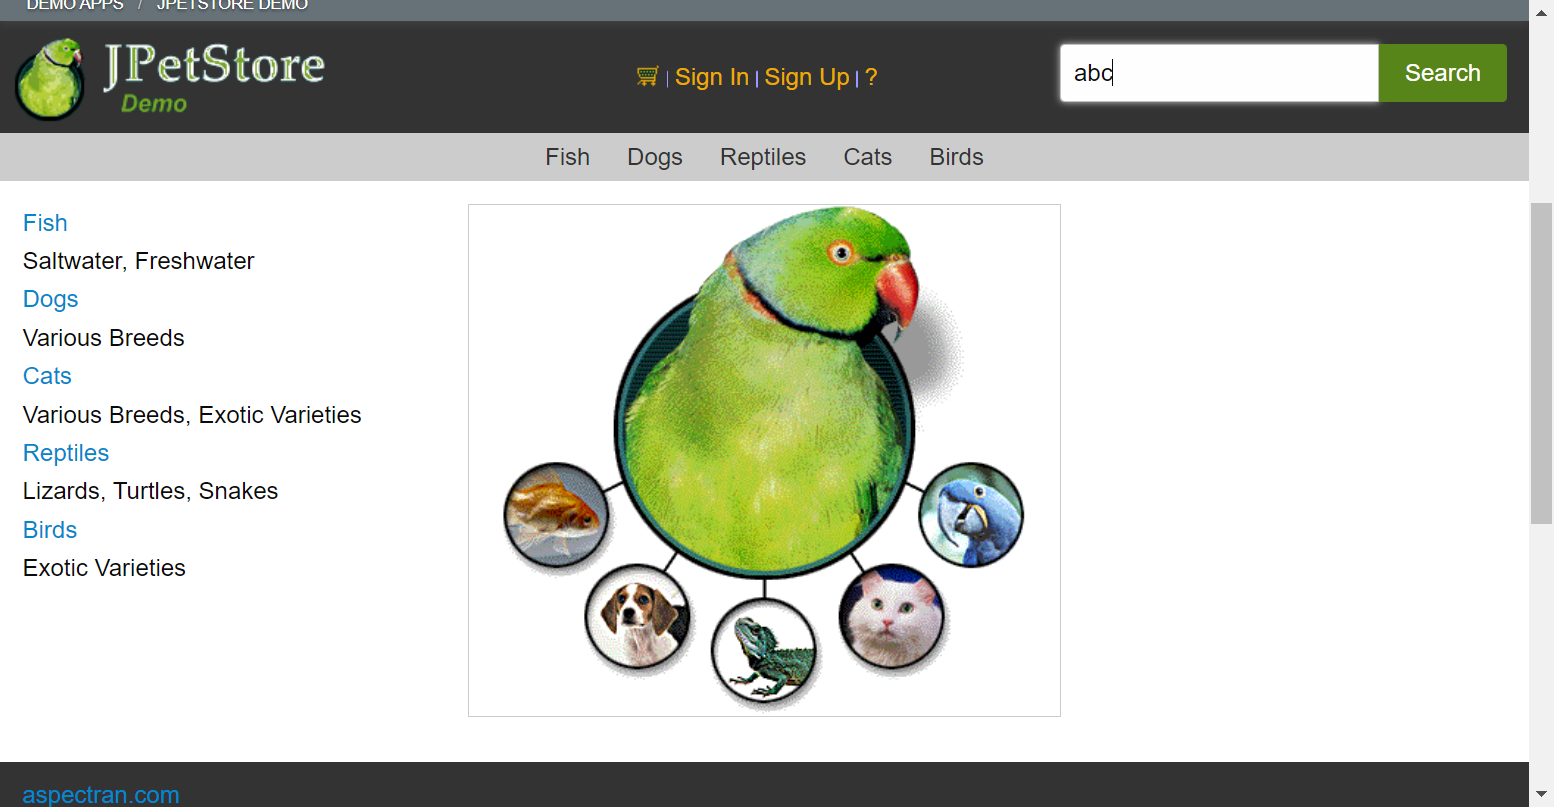 DEMO APPS / JPETSTORE DEMO
JPetStore
Demo
| Sign In | Sign Up | ?
abc
Search
Fish Dogs Reptiles Cats Birds
Fish
Saltwater, Freshwater
Dogs
Various Breeds
Cats
Various Breeds, Exotic Varieties
Reptiles
Lizards, Turtles, Snakes
Birds
Exotic Varieties
aspectran.com